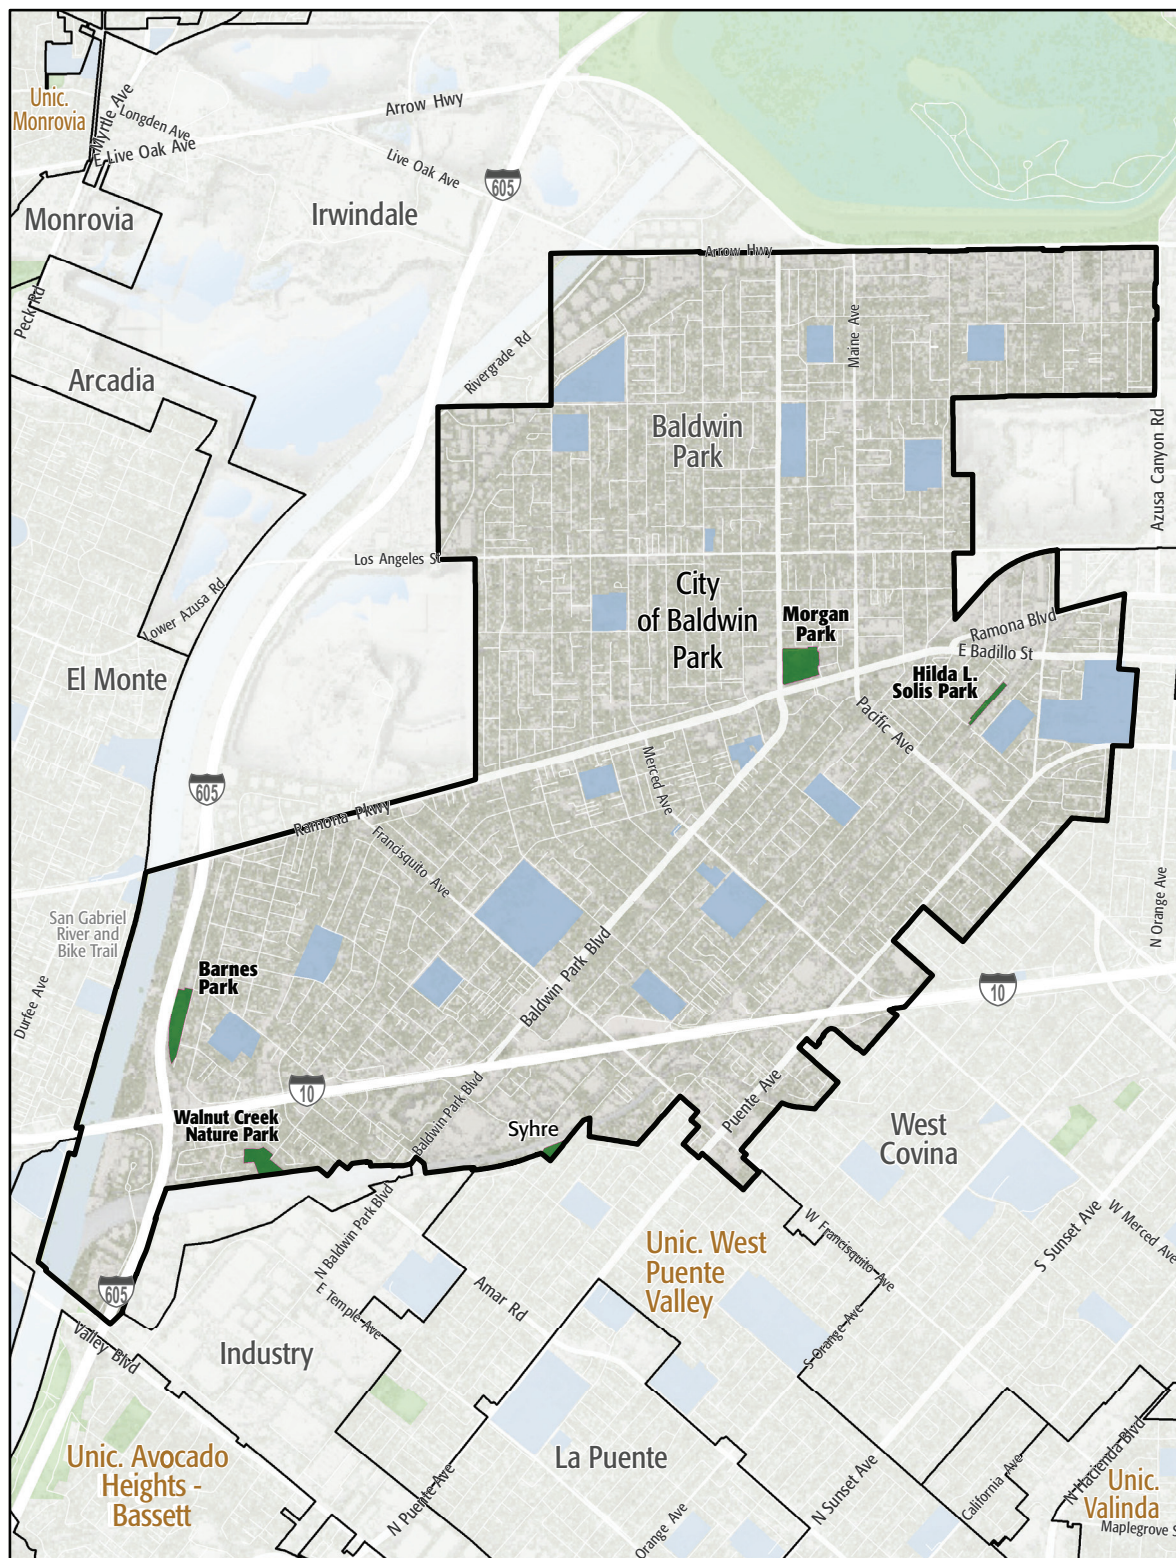 Unic.
Monrovia
Myrtle Ave
Longden Ave
E Live Oak Ave
Arrow Hwy
Live Oak Ave
605
Monrovia
Irwindale
Arrow Hwy
Peck Rd
Rivergrade Rd
Maine Ave
Arcadia
Baldwin
Park
Azusa Canyon Rd
Los Angeles St
Lower Azusa Rd
City
of Baldwin
Park
Morgan
Park
Ramona Blvd
E Badillo St
Hilda L.
Solis Park
El Monte
Pacific Ave
Merced Ave
605
Ramona Pkwy
Francisquito Ave
San Gabriel
River and
Bike Trail
N Orange Ave
Durfee Ave
Barnes
Park
Baldwin Park Blvd
10
10
Walnut Creek
Nature Park
Baldwin Park Blvd
Syhre
Puente Ave
West
Covina
N Baldwin Park Blvd
W Francisquito Ave
S Sunset Ave
W Merced Ave
Unic. West
Puente
Valley
605
E Temple Ave
Amar Rd
S Orange Ave
Valley Blvd
Industry
La Puente
Unic. Avocado
Heights -
Bassett
N Puente Ave
Orange Ave
N Sunset Ave
California Ave
N Hacienda Blvd
Unic.
Valinda
Maplegrove S